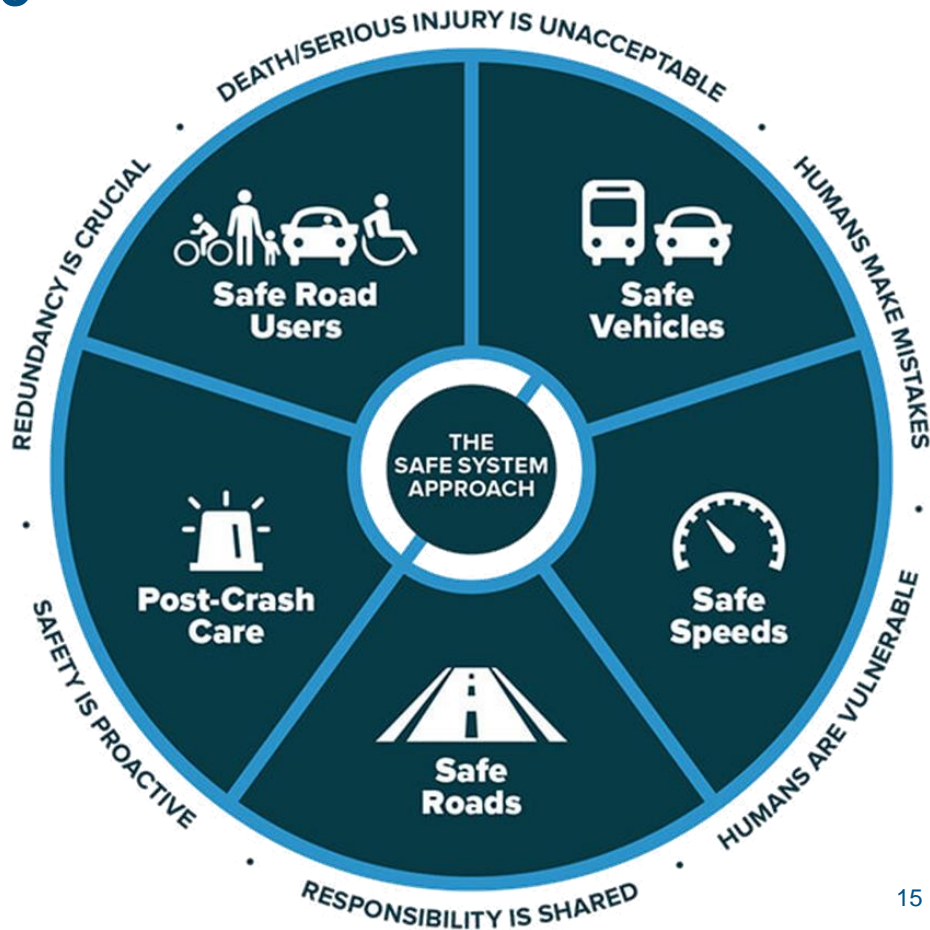 DEATH/SERIOUS INJURY IS UNACCEPTABLE
HUMANS MAKE MISTAKES
HUMANS ARE VULNERABLE
RESPONSIBILITY IS SHARED
SAFETY IS PROACTIVE
REDUNDANCY IS CRUCIAL
Safe Road
Users
Safe
Vehicles
Safe
Speeds
Safe
Roads
Post-Crash
Care
THE
SAFE SYSTEM
APPROACH
15